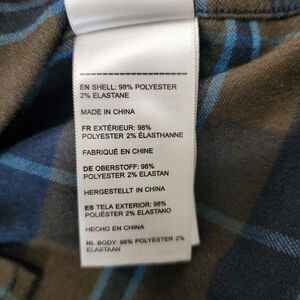 EN SHELL: 98% POLYESTER
2% ELASTANE
MADE IN CHINA
FR EXTÉRIEUR: 98%
POLYESTER 2% ÉLASTHANNE
FABRIQUÉ EN CHINE
DE OBERSTOFF: 98%
POLYESTER 2% ELASTAN
HERGESTELLT IN CHINA
ES TELA EXTERIOR: 98%
POLIÉSTER 2% ELASTANO
HECHO EN CHINA
NL BODY: 98% POLYESTER 2%
ELASTAAN